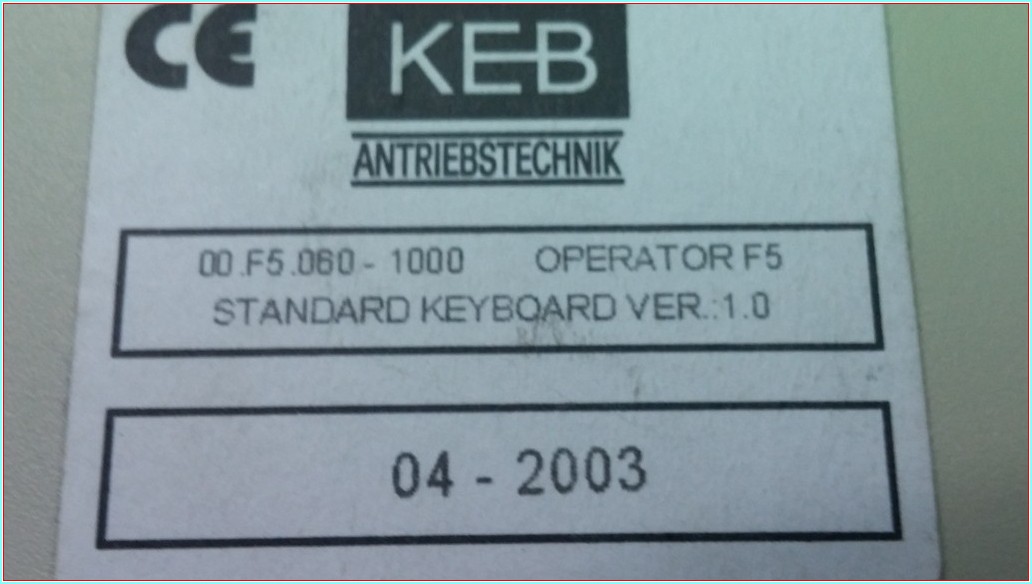 CE KEB
ANTRIEBSTECHNIK
00.F5.060 - 1000 OPERATOR F5
STANDARD KEYBOARD VER.:1.0
04 - 2003